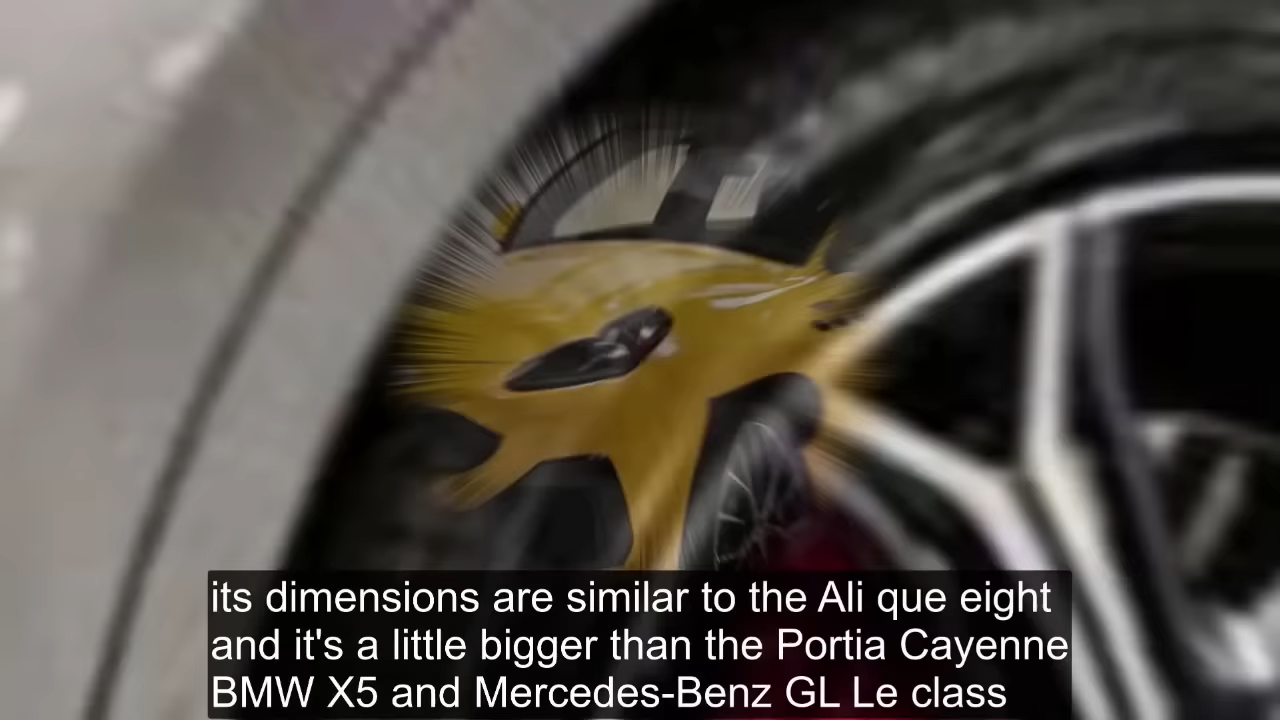 its dimensions are similar to the Ali que eight
and it's a little bigger than the Portia Cayenne
BMW X5 and Mercedes-Benz GL Le class